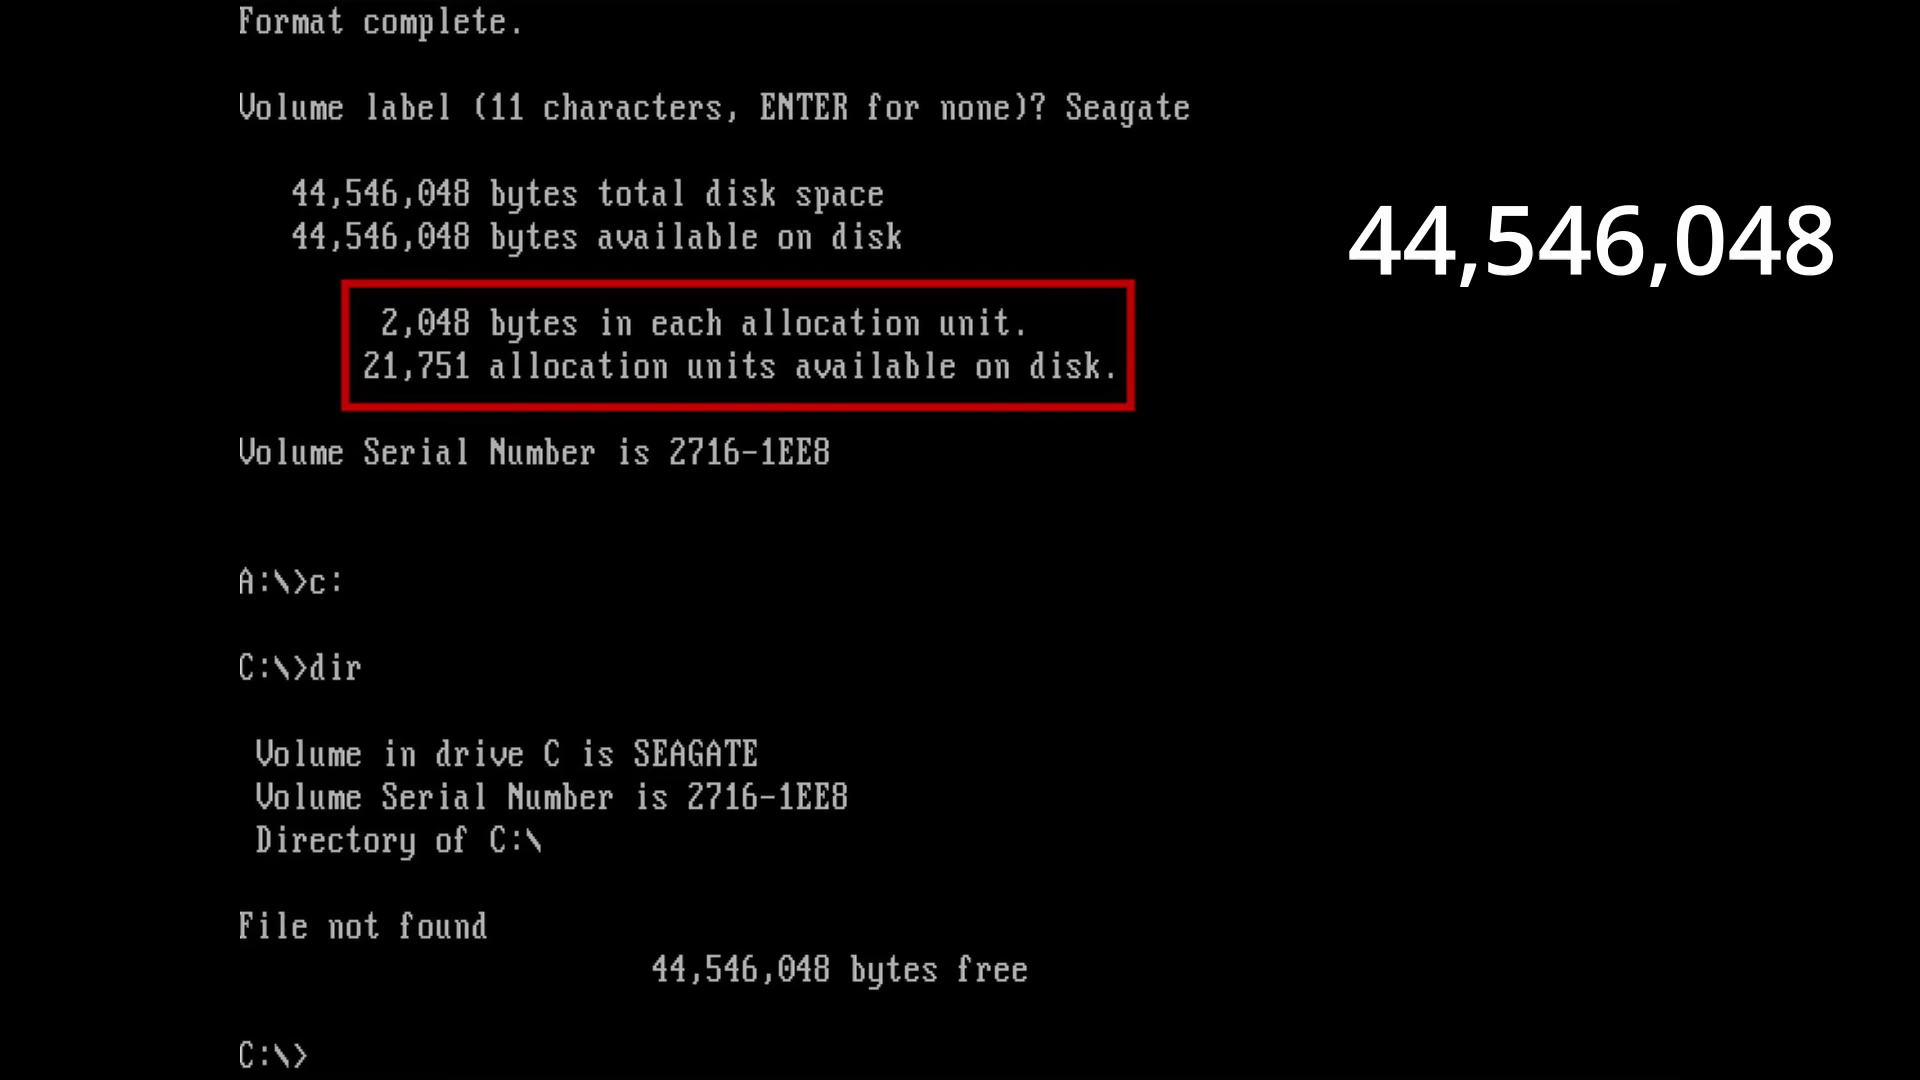 Format complete.
Volume label (11 characters, ENTER for none)? Seagate
44,546,048 bytes total disk space
44,546,048 bytes available on disk
44,546,048
2,048 bytes in each allocation unit.
21,751 allocation units available on disk.
Volume Serial Number is 2716-1EE8
A:\>c:
C:\>dir
Volume in drive C is SEAGATE
Volume Serial Number is 2716-1EE8
Directory of C:\
File not found
44,546,048 bytes free
C:\>